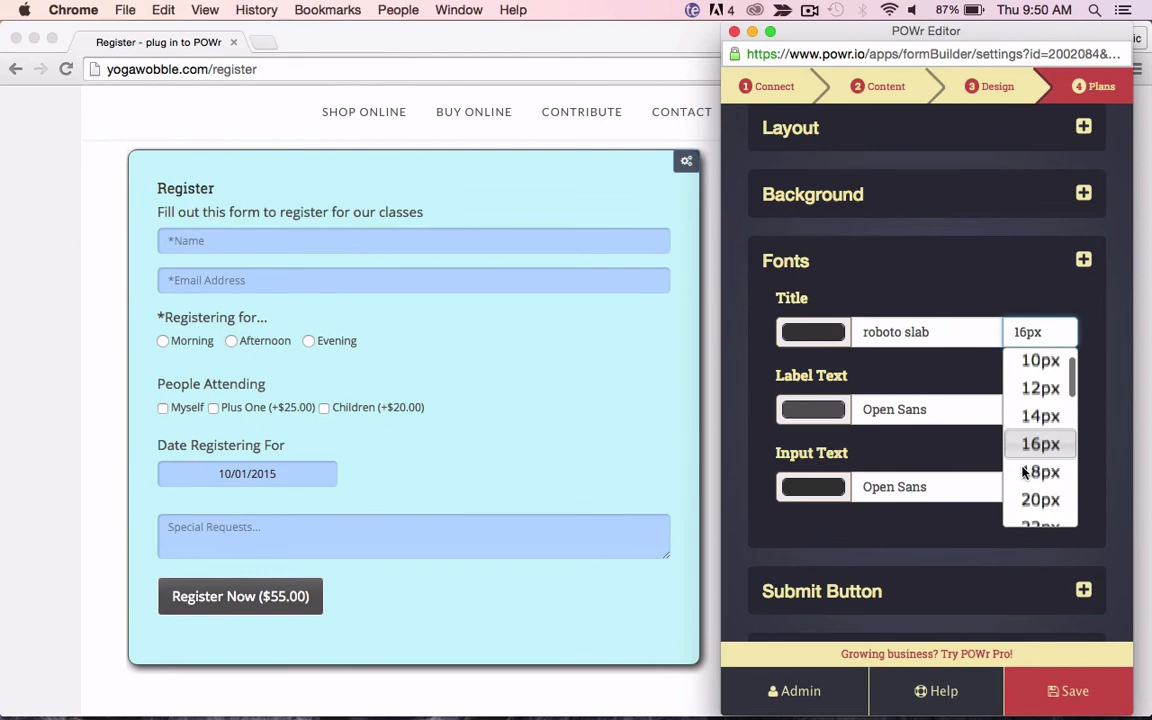 Chrome File Edit View History Bookmarks People Window Help
4 87% Thu 9:50 AM
Register - plug in to POWr
yogawobble.com/register
SHOP ONLINE BUY ONLINE CONTRIBUTE CONTACT
Register
Fill out this form to register for our classes
*Name
*Email Address
*Registering for...
Morning Afternoon Evening
People Attending
Myself Plus One (+$25.00) Children (+$20.00)
Date Registering For
10/01/2015
Special Requests...
Register Now ($55.00)
POWr Editor
https://www.powr.io/apps/formBuilder/settings?id=2002084&...
1 Connect 2 Content 3 Design 4 Plans
Layout
Background
Fonts
Title
roboto slab 16px
10px
12px
14px
16px
18px
20px
22px
Label Text
Open Sans
Input Text
Open Sans
Submit Button
Growing business? Try POWr Pro!
Admin Help Save